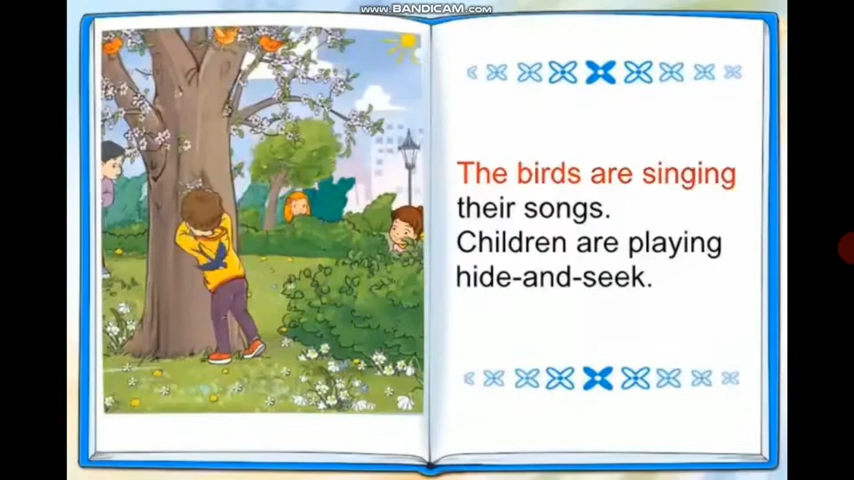 WWW.BANDICAM.COM
The birds are singing
their songs.
Children are playing
hide-and-seek.